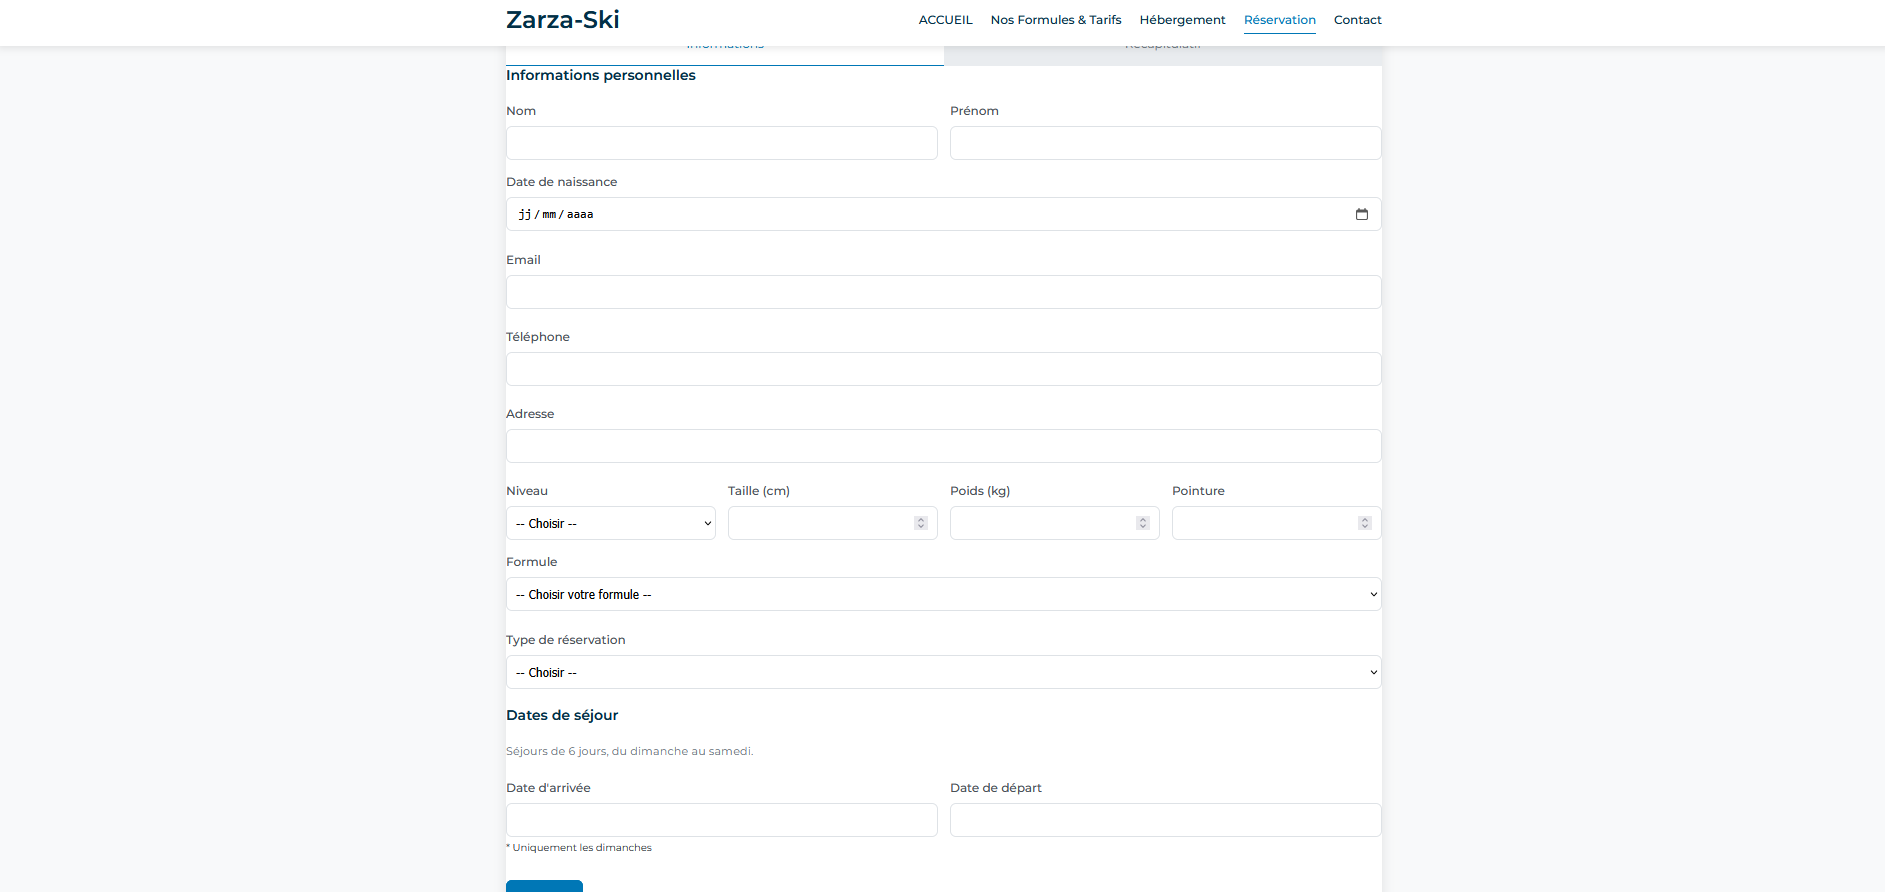 Zarza-Ski
ACCUEIL Nos Formules & Tarifs Hébergement Réservation Contact
Informations Récapitulatif
Informations personnelles
Nom Prénom
Date de naissance
jj/mm/aaaa
Email
Téléphone
Adresse
Niveau Taille (cm) Poids (kg) Pointure
-- Choisir --
Formule
-- Choisir votre formule --
Type de réservation
-- Choisir --
Dates de séjour
Séjours de 6 jours, du dimanche au samedi.
Date d'arrivée Date de départ
* Uniquement les dimanches